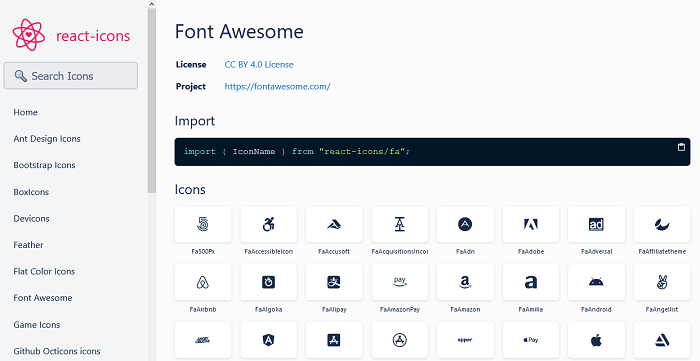 react-icons
Search Icons
Home
Ant Design Icons
Bootstrap Icons
BoxIcons
Devicons
Feather
Flat Color Icons
Font Awesome
Game Icons
Github Octicons icons
Font Awesome
License CC BY 4.0 License
Project https://fontawesome.com/
Import
import { IconName } from "react-icons/fa";
Icons
ad
Fa500Px FaAccessibleIcon FaAccusoft FaAcquisitionsIncor FaAdn FaAdobe FaAdversal FaAffiliatetheme
pay
FaAirbnb FaAlgolia FaAlipay FaAmazonPay FaAmazon FaAmilia FaAndroid FaAngellist
apper Pay